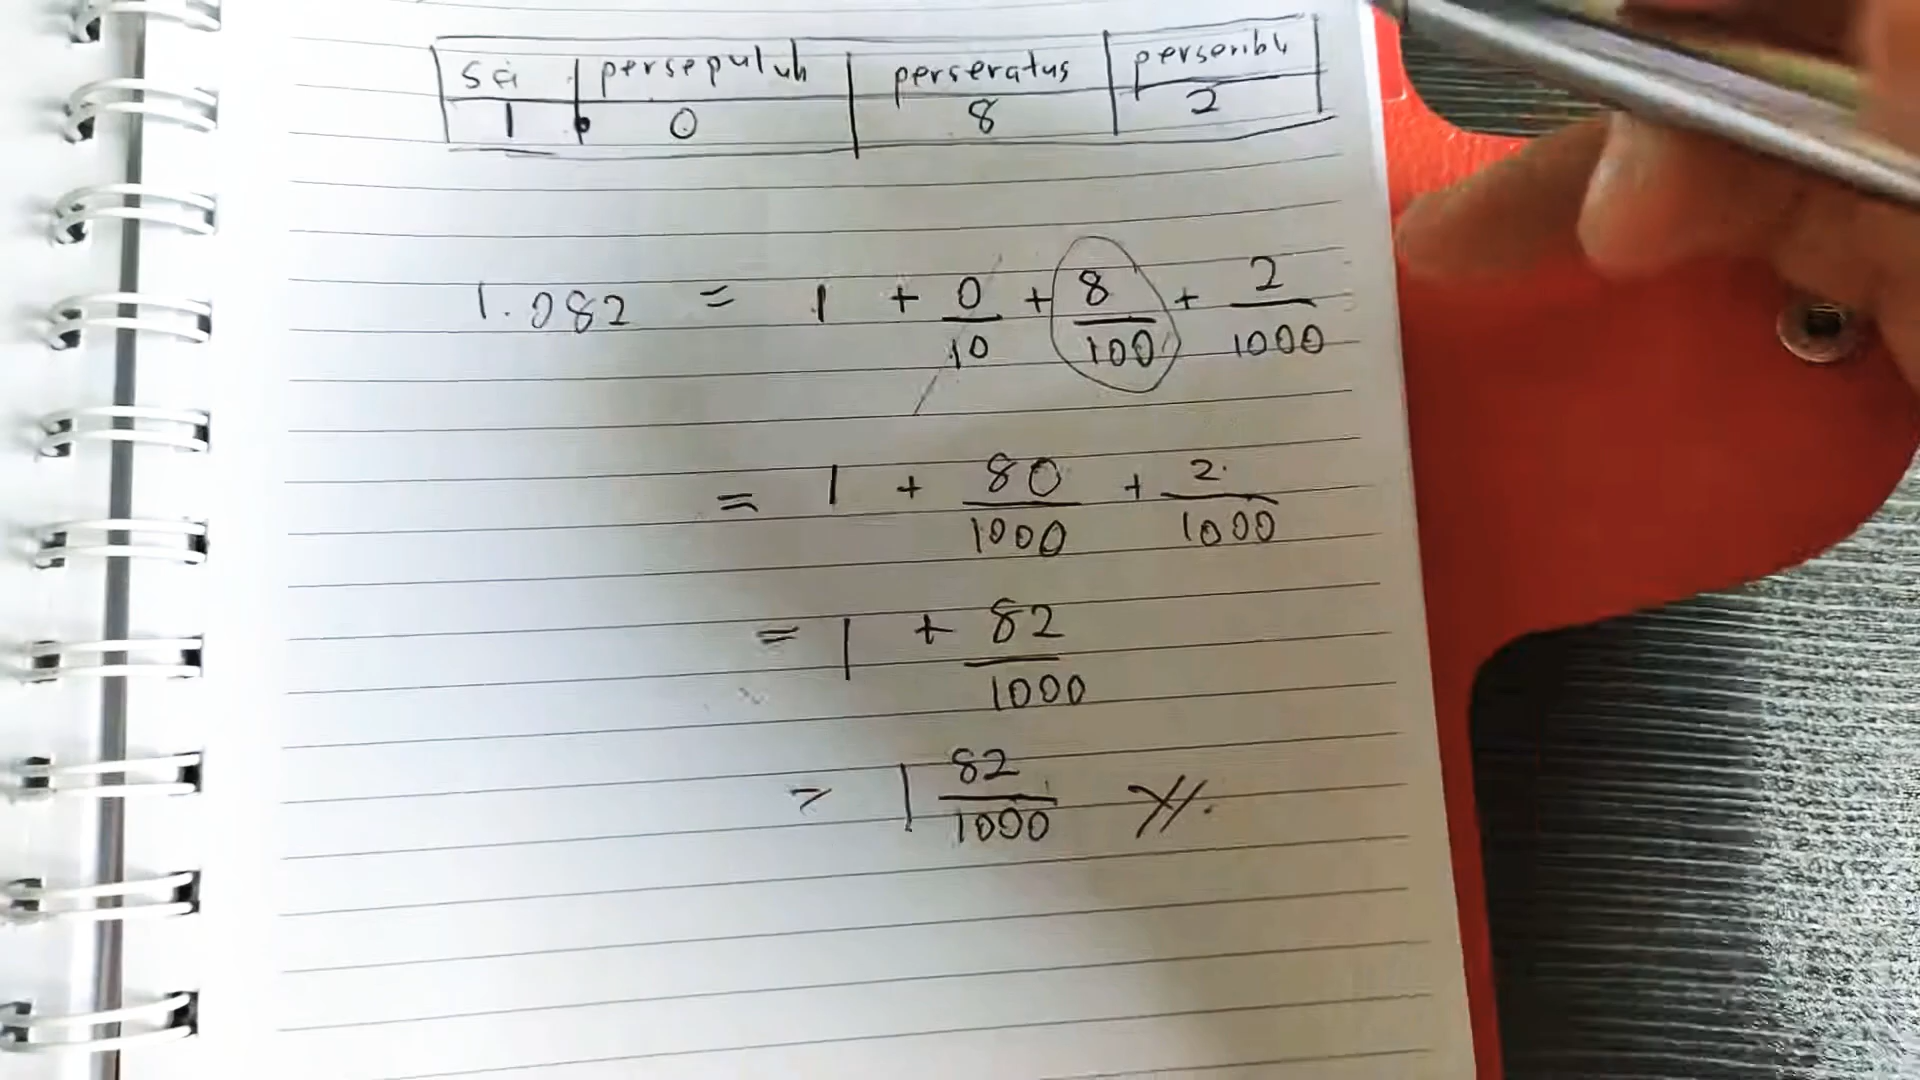 sa persepuluh perseratus perseribu
1 . 0 8 2
1.082 = 1 + 0/10 + 8/100 + 2/1000
= 1 + 80/1000 + 2/1000
= 1 + 82/1000
= 1 82/1000